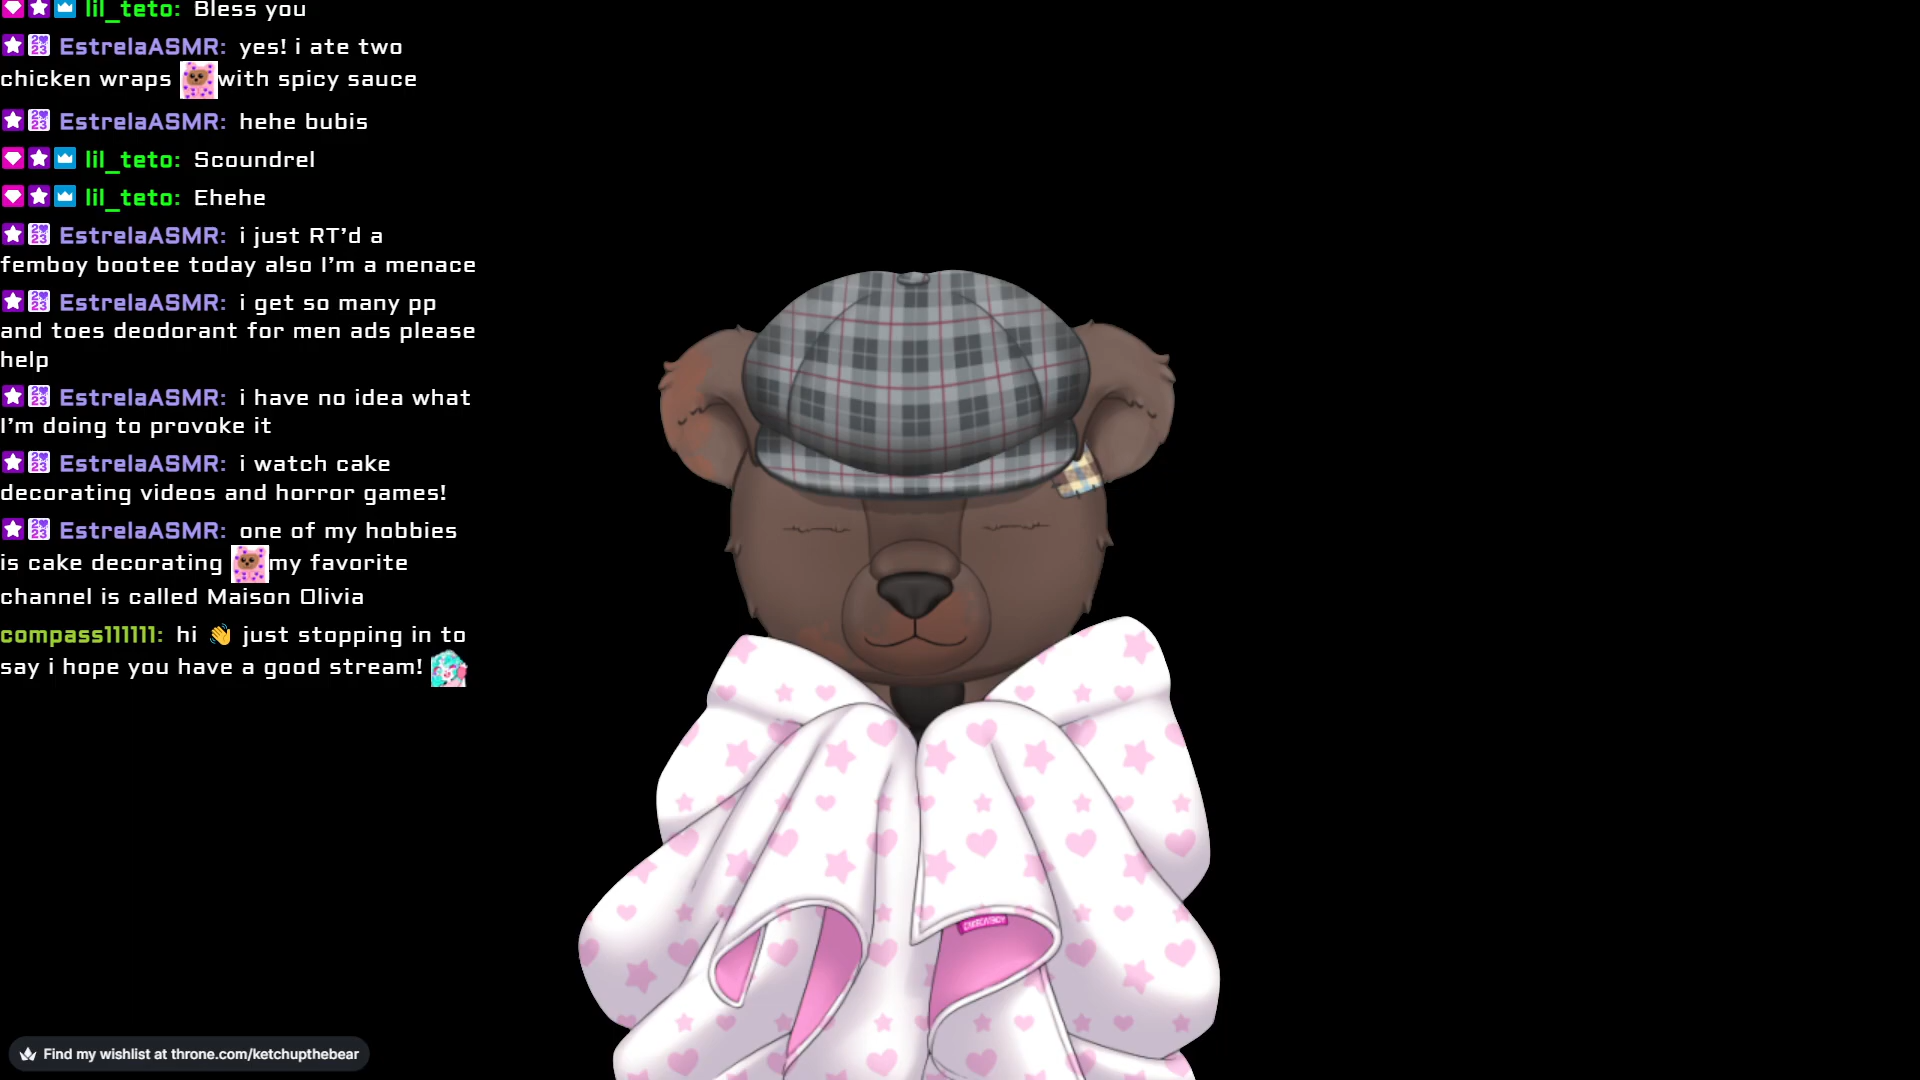 lil_teto: Bless you
EstrelaASMR: yes! i ate two
chicken wraps with spicy sauce
EstrelaASMR: hehe bubis
lil_teto: Scoundrel
lil_teto: Ehehe
EstrelaASMR: i just RT’d a
femboy bootee today also I’m a menace
EstrelaASMR: i get so many pp
and toes deodorant for men ads please
help
EstrelaASMR: i have no idea what
I’m doing to provoke it
EstrelaASMR: i watch cake
decorating videos and horror games!
EstrelaASMR: one of my hobbies
is cake decorating my favorite
channel is called Maison Olivia
compass111111: hi 👋 just stopping in to
say i hope you have a good stream!
Find my wishlist at throne.com/ketchupthebear